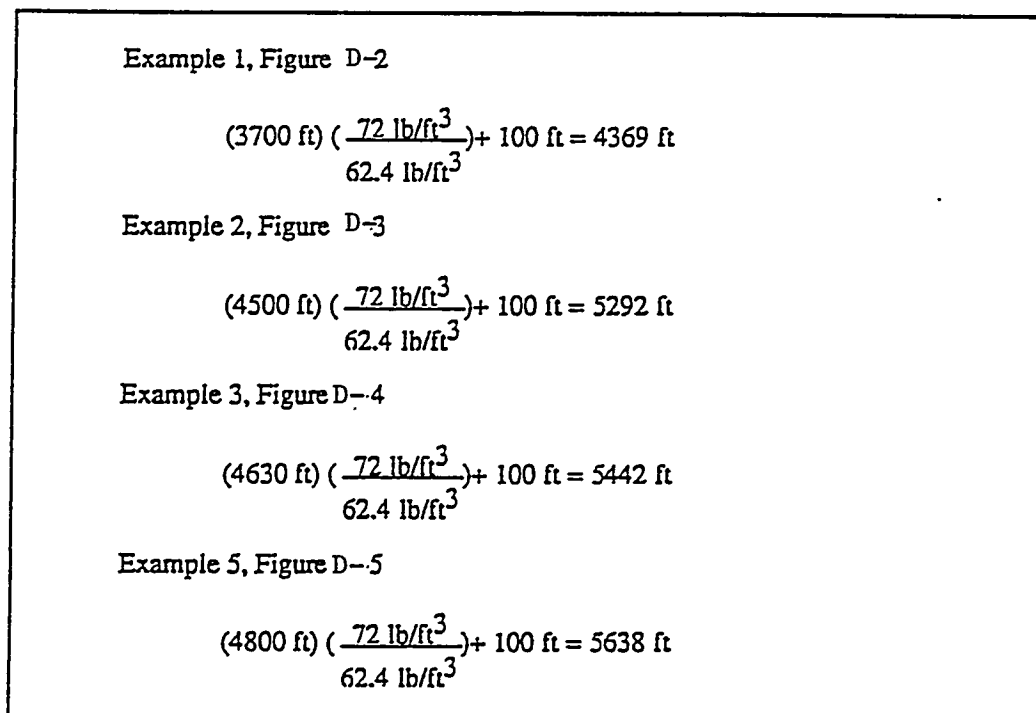 Example 1, Figure D-2
(3700 ft) ( 72 lb/ft³ / 62.4 lb/ft³ )+ 100 ft = 4369 ft
Example 2, Figure D-3
(4500 ft) ( 72 lb/ft³ / 62.4 lb/ft³ )+ 100 ft = 5292 ft
Example 3, Figure D-4
(4630 ft) ( 72 lb/ft³ / 62.4 lb/ft³ )+ 100 ft = 5442 ft
Example 5, Figure D-5
(4800 ft) ( 72 lb/ft³ / 62.4 lb/ft³ )+ 100 ft = 5638 ft